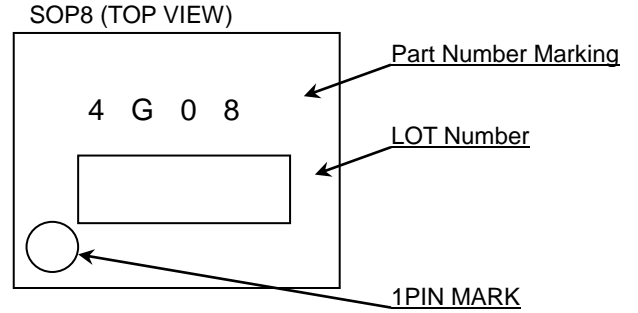 SOP8 (TOP VIEW)
Part Number Marking
4 G 0 8
LOT Number
1PIN MARK